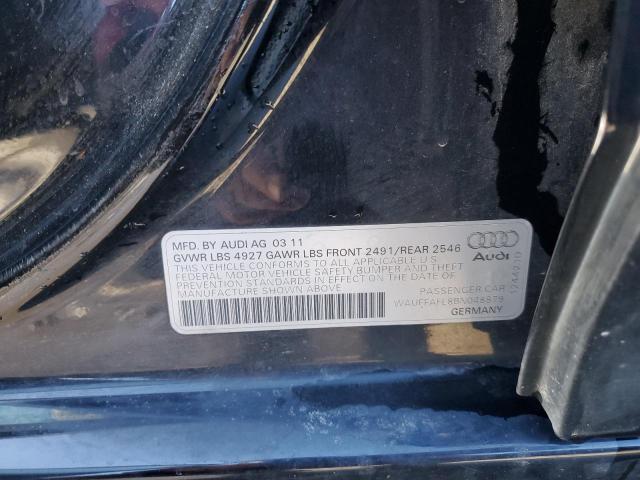 MFD. BY AUDI AG 03 11
GVWR LBS 4927 GAWR LBS FRONT 2491/REAR 2546
THIS VEHICLE CONFORMS TO ALL APPLICABLE U.S.
FEDERAL MOTOR VEHICLE SAFETY BUMPER AND THEFT
PREVENTION STANDARDS IN EFFECT ON THE DATE OF
MANUFACTURE SHOWN ABOVE
Audi
PASSENGER CAR
GERMANY